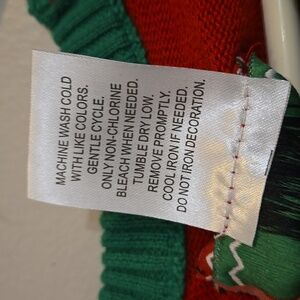 MACHINE WASH COLD
WITH LIKE COLORS.
GENTLE CYCLE.
ONLY NON-CHLORINE
BLEACH WHEN NEEDED.
TUMBLE DRY LOW.
REMOVE PROMPTLY.
COOL IRON IF NEEDED.
DO NOT IRON DECORATION.